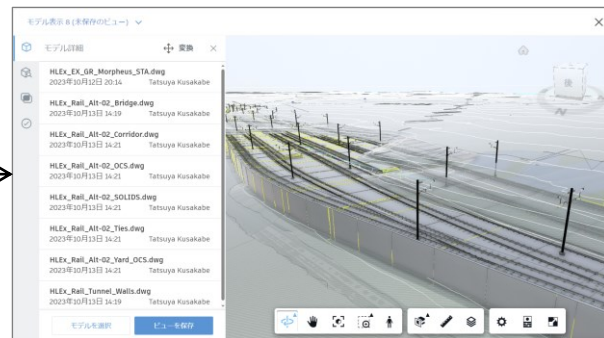 モデル表示 6 (未保存のビュー)
モデル詳細
変換
HLEx_EX_GR_Morpheus_STA.dwg
2023年10月12日 20:14 Tatsuya Kusakabe
HLEx_Rail_Alt-02_Bridge.dwg
2023年10月13日 14:19 Tatsuya Kusakabe
HLEx_Rail_Alt-02_Corridor.dwg
2023年10月13日 14:21 Tatsuya Kusakabe
HLEx_Rail_Alt-02_OCS.dwg
2023年10月13日 14:21 Tatsuya Kusakabe
HLEx_Rail_Alt-02_SOLIDS.dwg
2023年10月13日 14:21 Tatsuya Kusakabe
HLEx_Rail_Alt-02_Ties.dwg
2023年10月13日 14:21 Tatsuya Kusakabe
HLEx_Rail_Alt-02_Yard_OCS.dwg
2023年10月13日 14:21 Tatsuya Kusakabe
HLEx_Rail_Tunnel_Walls.dwg
2023年10月13日 14:19 Tatsuya Kusakabe
モデルを選択
ビューを保存
後